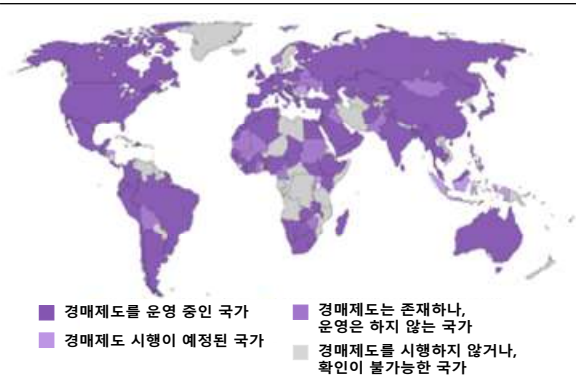 경매제도를 운영 중인 국가
경매제도 시행이 예정된 국가
경매제도는 존재하나,
운영은 하지 않는 국가
경매제도를 시행하지 않거나,
확인이 불가능한 국가